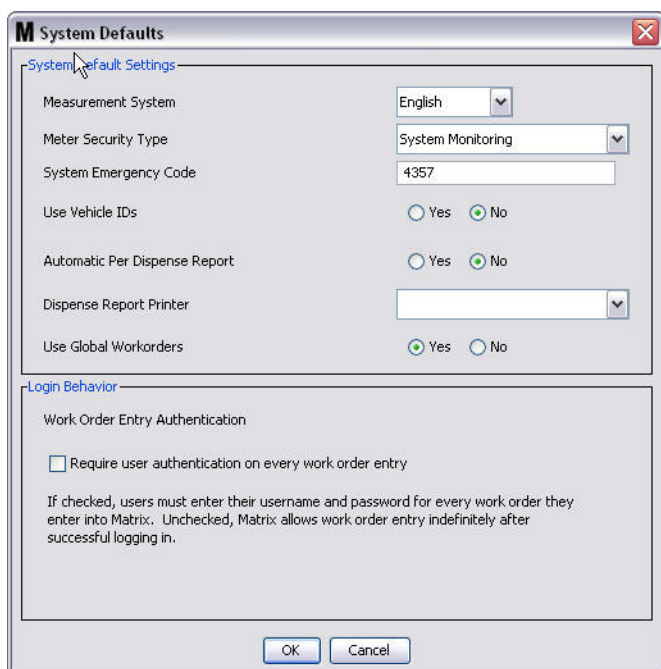 M System Defaults
System Default Settings
Measurement System English
Meter Security Type System Monitoring
System Emergency Code 4357
Use Vehicle IDs Yes No
Automatic Per Dispense Report Yes No
Dispense Report Printer
Use Global Workorders Yes No
Login Behavior
Work Order Entry Authentication
Require user authentication on every work order entry
If checked, users must enter their username and password for every work order they
enter into Matrix. Unchecked, Matrix allows work order entry indefinitely after
successful logging in.
OK Cancel